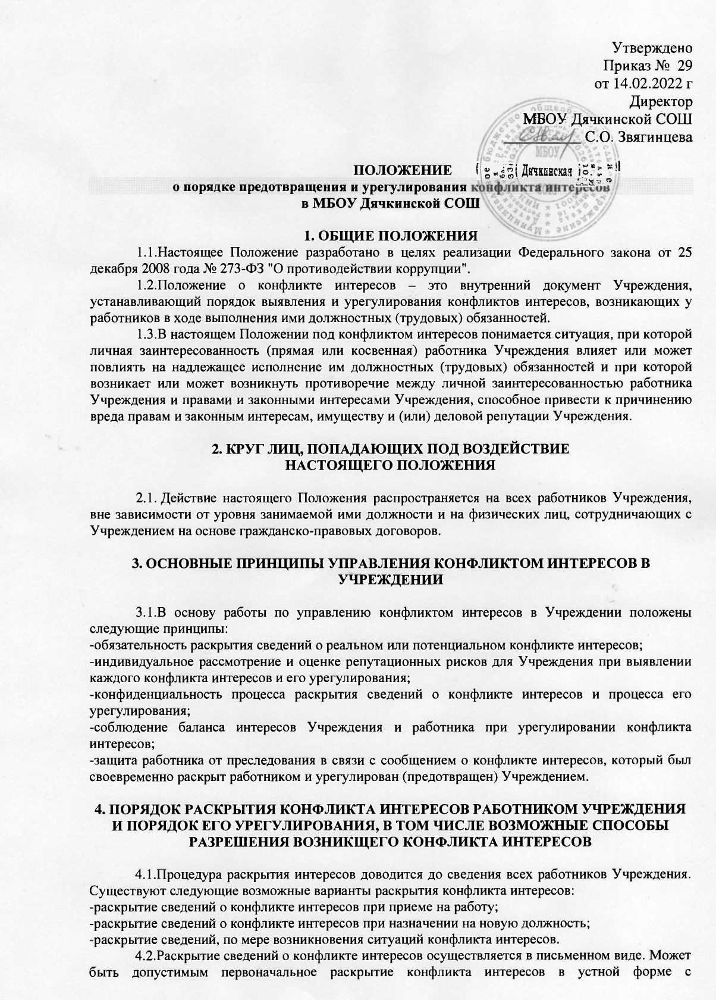 Утверждено
Приказ № 29
от 14.02.2022 г
Директор
МБОУ Дячкинской СОШ
С.О. Звягинцева
МБОУ
Дячкинская
ПОЛОЖЕНИЕ
о порядке предотвращения и урегулирования конфликта интересов
в МБОУ Дячкинской СОШ
1. ОБЩИЕ ПОЛОЖЕНИЯ
1.1.Настоящее Положение разработано в целях реализации Федерального закона от 25
декабря 2008 года № 273-ФЗ "О противодействии коррупции".
1.2.Положение о конфликте интересов – это внутренний документ Учреждения,
устанавливающий порядок выявления и урегулирования конфликтов интересов, возникающих у
работников в ходе выполнения ими должностных (трудовых) обязанностей.
1.3.В настоящем Положении под конфликтом интересов понимается ситуация, при которой
личная заинтересованность (прямая или косвенная) работника Учреждения влияет или может
повлиять на надлежащее исполнение им должностных (трудовых) обязанностей и при которой
возникает или может возникнуть противоречие между личной заинтересованностью работника
Учреждения и правами и законными интересами Учреждения, способное привести к причинению
вреда правам и законным интересам, имуществу и (или) деловой репутации Учреждения.
2. КРУГ ЛИЦ, ПОПАДАЮЩИХ ПОД ВОЗДЕЙСТВИЕ
НАСТОЯЩЕГО ПОЛОЖЕНИЯ
2.1. Действие настоящего Положения распространяется на всех работников Учреждения,
вне зависимости от уровня занимаемой ими должности и на физических лиц, сотрудничающих с
Учреждением на основе гражданско-правовых договоров.
3. ОСНОВНЫЕ ПРИНЦИПЫ УПРАВЛЕНИЯ КОНФЛИКТОМ ИНТЕРЕСОВ В
УЧРЕЖДЕНИИ
3.1.В основу работы по управлению конфликтом интересов в Учреждении положены
следующие принципы:
-обязательность раскрытия сведений о реальном или потенциальном конфликте интересов;
-индивидуальное рассмотрение и оценке репутационных рисков для Учреждения при выявлении
каждого конфликта интересов и его урегулирования;
-конфиденциальность процесса раскрытия сведений о конфликте интересов и процесса его
урегулирования;
-соблюдение баланса интересов Учреждения и работника при урегулировании конфликта
интересов;
-защита работника от преследования в связи с сообщением о конфликте интересов, который был
своевременно раскрыт работником и урегулирован (предотвращен) Учреждением.
4. ПОРЯДОК РАСКРЫТИЯ КОНФЛИКТА ИНТЕРЕСОВ РАБОТНИКОМ УЧРЕЖДЕНИЯ
И ПОРЯДОК ЕГО УРЕГУЛИРОВАНИЯ, В ТОМ ЧИСЛЕ ВОЗМОЖНЫЕ СПОСОБЫ
РАЗРЕШЕНИЯ ВОЗНИКЩЕГО КОНФЛИКТА ИНТЕРЕСОВ
4.1.Процедура раскрытия интересов доводится до сведения всех работников Учреждения.
Существуют следующие возможные варианты раскрытия конфликта интересов:
-раскрытие сведений о конфликте интересов при приеме на работу;
-раскрытие сведений о конфликте интересов при назначении на новую должность;
-раскрытие сведений, по мере возникновения ситуаций конфликта интересов.
4.2.Раскрытие сведений о конфликте интересов осуществляется в письменном виде. Может
быть допустимым первоначальное раскрытие конфликта интересов в устной форме с